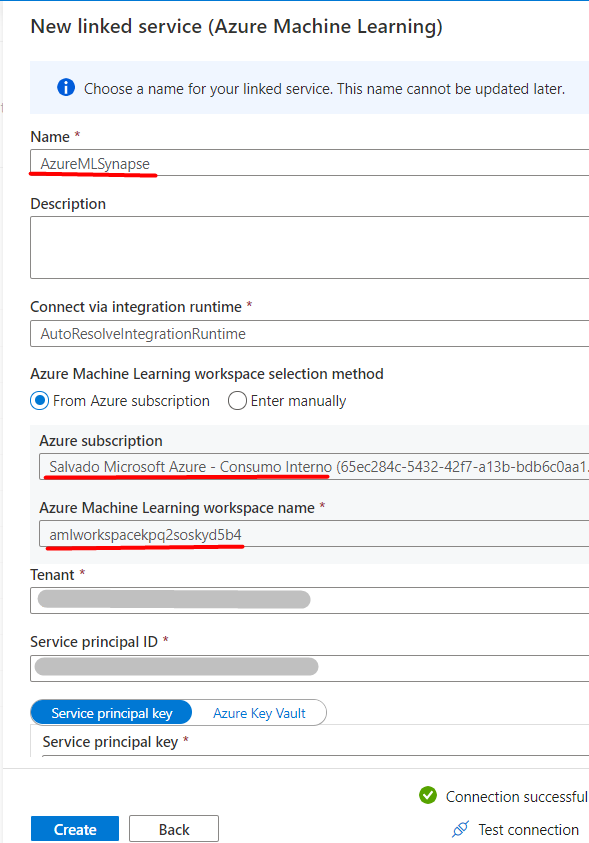 New linked service (Azure Machine Learning)
Choose a name for your linked service. This name cannot be updated later.
Name *
AzureMLSynapse
Description
Connect via integration runtime *
AutoResolveIntegrationRuntime
Azure Machine Learning workspace selection method
From Azure subscription
Enter manually
Azure subscription
Salvado Microsoft Azure - Consumo Interno (65ec284c-5432-42f7-a13b-bdb6c0aa1
Azure Machine Learning workspace name *
amlworkspacekpq2soskyd5b4
Tenant *
Service principal ID *
Service principal key
Azure Key Vault
Service principal key *
Connection successful
Create
Back
Test connection